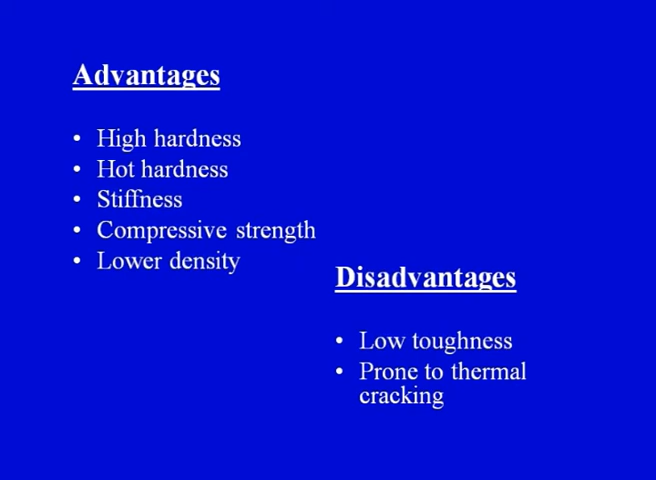 Advantages
• High hardness
• Hot hardness
• Stiffness
• Compressive strength
• Lower density
Disadvantages
• Low toughness
• Prone to thermal
cracking